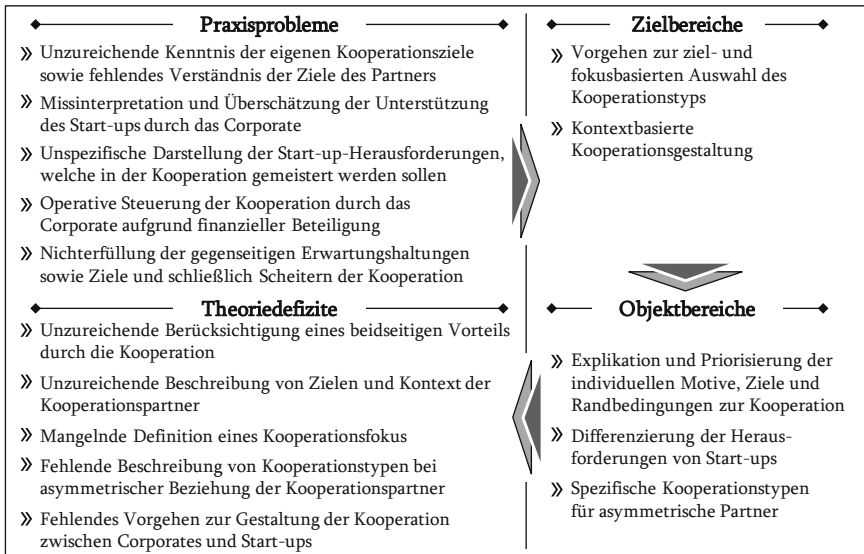 Praxisprobleme
» Unzureichende Kenntnis der eigenen Kooperationsziele
sowie fehlendes Verständnis der Ziele des Partners
» Missinterpretation und Überschätzung der Unterstützung
des Start-ups durch das Corporate
» Unspezifische Darstellung der Start-up-Herausforderungen,
welche in der Kooperation gemeistert werden sollen
» Operative Steuerung der Kooperation durch das
Corporate aufgrund finanzieller Beteiligung
» Nichterfüllung der gegenseitigen Erwartungshaltungen
sowie Ziele und schließlich Scheitern der Kooperation
Zielbereiche
» Vorgehen zur ziel- und
fokusbasierten Auswahl des
Kooperationstyps
» Kontextbasierte
Kooperationsgestaltung
Theoriedefizite
» Unzureichende Berücksichtigung eines beidseitigen Vorteils
durch die Kooperation
» Unzureichende Beschreibung von Zielen und Kontext der
Kooperationspartner
» Mangelnde Definition eines Kooperationsfokus
» Fehlende Beschreibung von Kooperationstypen bei
asymmetrischer Beziehung der Kooperationspartner
» Fehlendes Vorgehen zur Gestaltung der Kooperation
zwischen Corporates und Start-ups
Objektbereiche
» Explikation und Priorisierung der
individuellen Motive, Ziele und
Randbedingungen zur Kooperation
» Differenzierung der Heraus-
forderungen von Start-ups
» Spezifische Kooperationstypen
für asymmetrische Partner